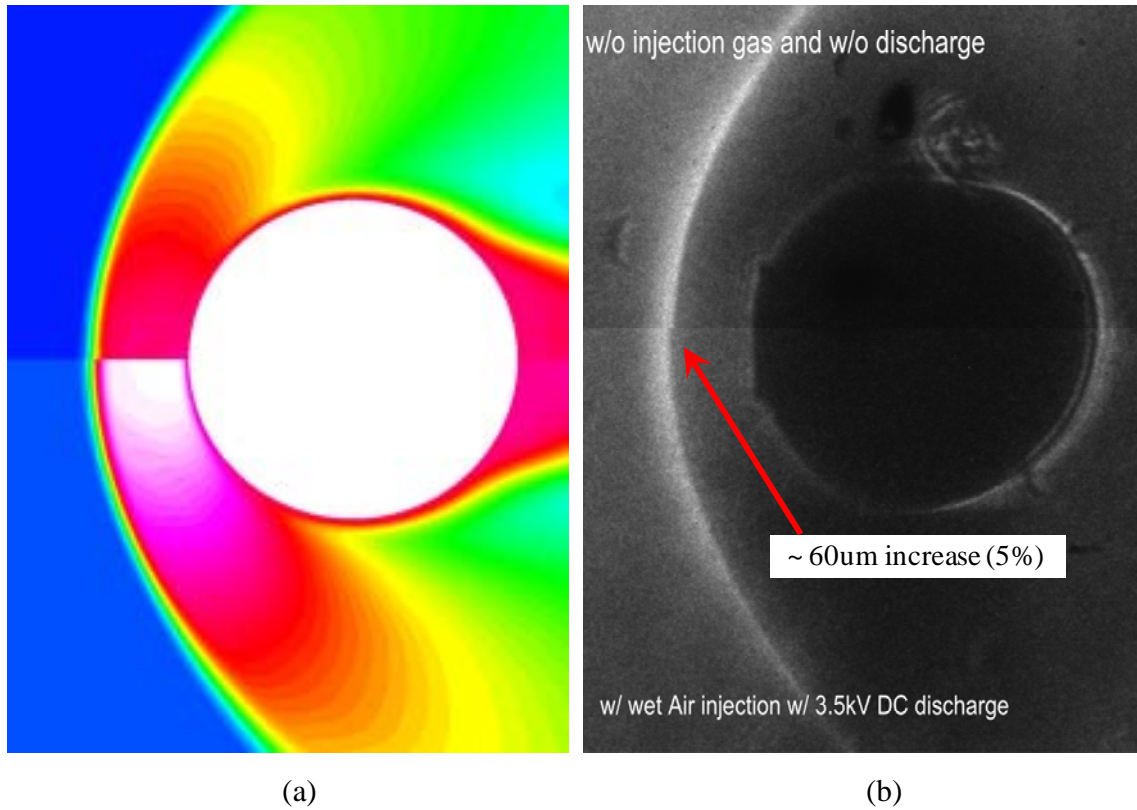 w/o injection gas and w/o discharge
~ 60um increase (5%)
w/ wet Air injection w/ 3.5kV DC discharge
(a)
(b)